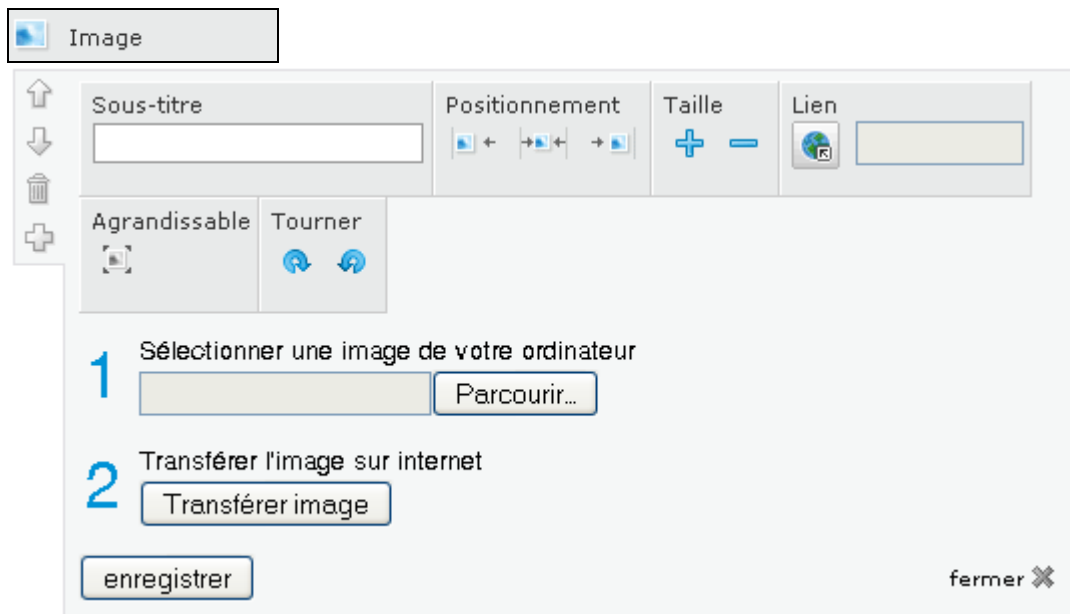 Image
Sous-titre
Positionnement
Taille
Lien
Agrandissable
Tourner
1 Sélectionner une image de votre ordinateur
Parcourir...
2 Transférer l'image sur internet
Transférer image
enregistrer
fermer